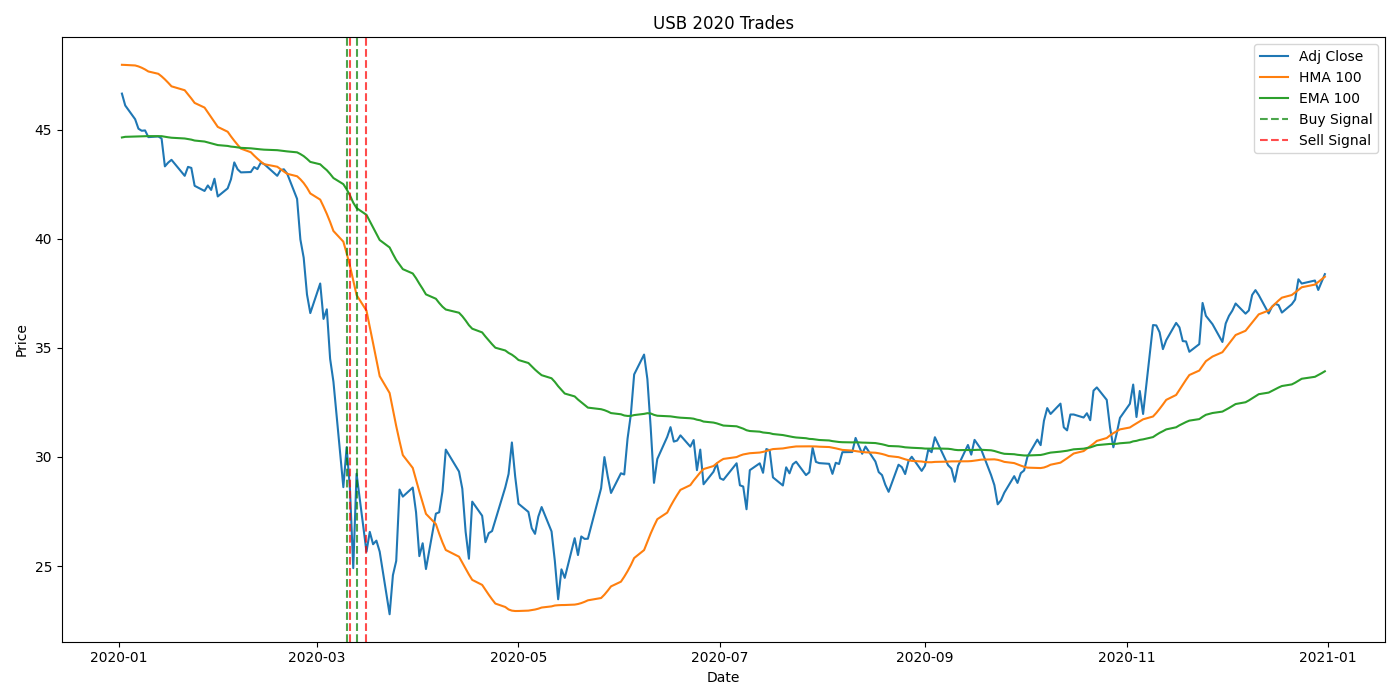 USB 2020 Trades
Adj Close
HMA 100
EMA 100
Buy Signal
Sell Signal
Price
45
40
35
30
25
2020-01
2020-03
2020-05
2020-07
2020-09
2020-11
2021-01
Date